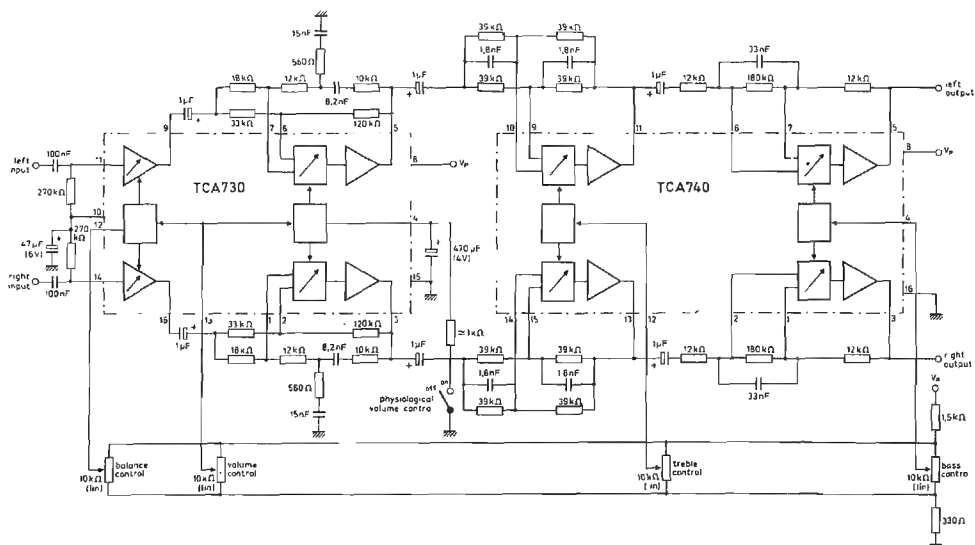 39kΩ 39kΩ
15nF 1,8nF 1,8nF 33nF
560Ω
18kΩ 12kΩ 8,2nF 10kΩ 1μF + 39kΩ 39kΩ 1μF + 12kΩ 180kΩ 12kΩ
left output
1μF + 33kΩ 120kΩ
9 7 6 5 10 9 11 6 7 5
left input 100nF 8 Vp 8 Vp
TCA730 TCA740
270kΩ
10
12 4 4
270 kΩ
47μF (6V) +
470μF (4V) +
15 16
right input 100nF 14
16 13 1 2 3 14 15 13 12 2 1 3
1μF + 33kΩ 120kΩ ≃1kΩ
18kΩ 12kΩ 8,2nF 10kΩ 1μF + 39kΩ 39kΩ 1μF + 12kΩ 180kΩ 12kΩ
right output
560Ω
1,8nF 1,8nF 33nF
on
off
physiological volume control
39kΩ 39kΩ
15nF
1,5kΩ
balance control
10kΩ (lin)
volume control
10kΩ (lin)
treble control
10kΩ
bass
10kΩ (lin)
330Ω